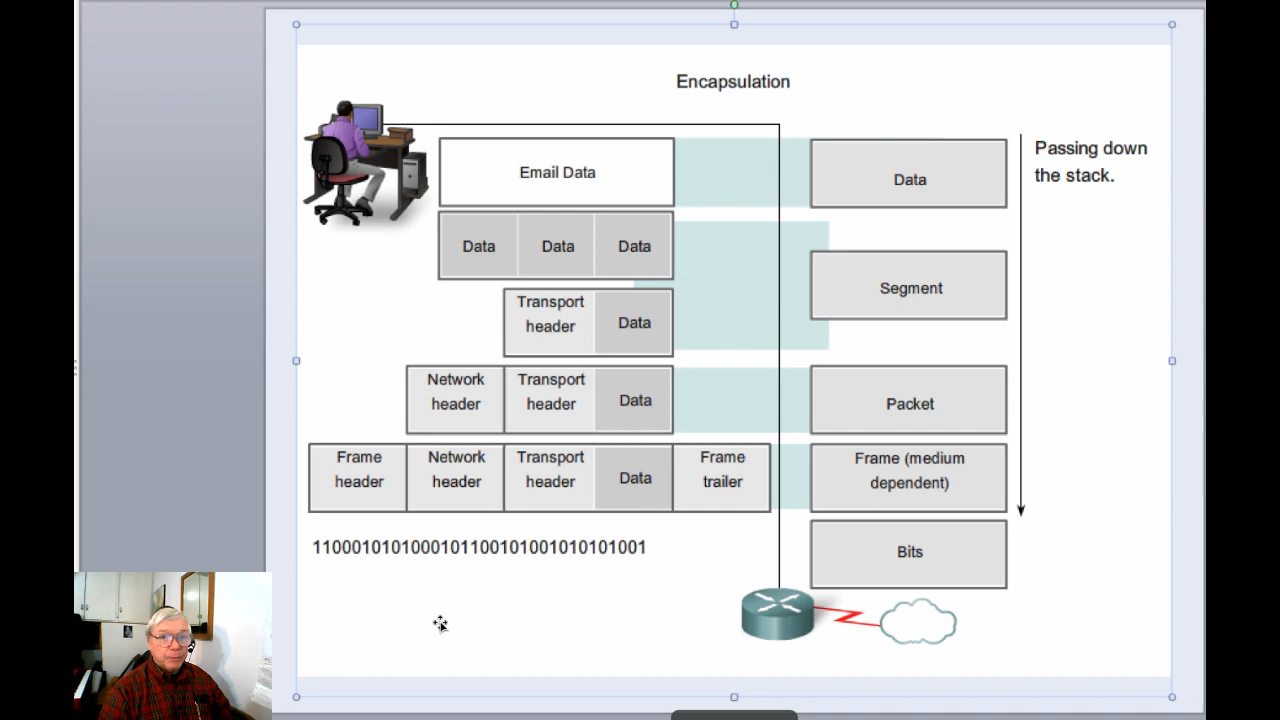 Encapsulation
Passing down
the stack.
Email Data
Data
Data Data Data
Segment
Transport
header
Data
Network
header
Transport
header
Data
Packet
Frame
header
Network
header
Transport
header
Data
Frame
trailer
Frame (medium
dependent)
1100010101000101100101001010101001
Bits